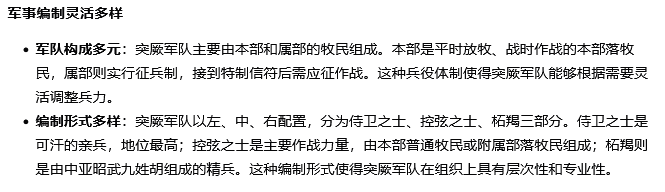 军事编制灵活多样
• 军队构成多元：突厥军队主要由本部和属部的牧民组成。本部是平时放牧、战时作战的本部落牧
民，属部则实行征兵制，接到特制信符后需应征作战。这种兵役体制使得突厥军队能够根据需要灵
活调整兵力。
• 编制形式多样：突厥军队以左、中、右配置，分为侍卫之士、控弦之士、柘羯三部分。侍卫之士是
可汗的亲兵，地位最高；控弦之士是主要作战力量，由本部普通牧民或附属部落牧民组成；柘羯则
是由中亚昭武九姓胡组成的精兵。这种编制形式使得突厥军队在组织上具有层次性和专业性。